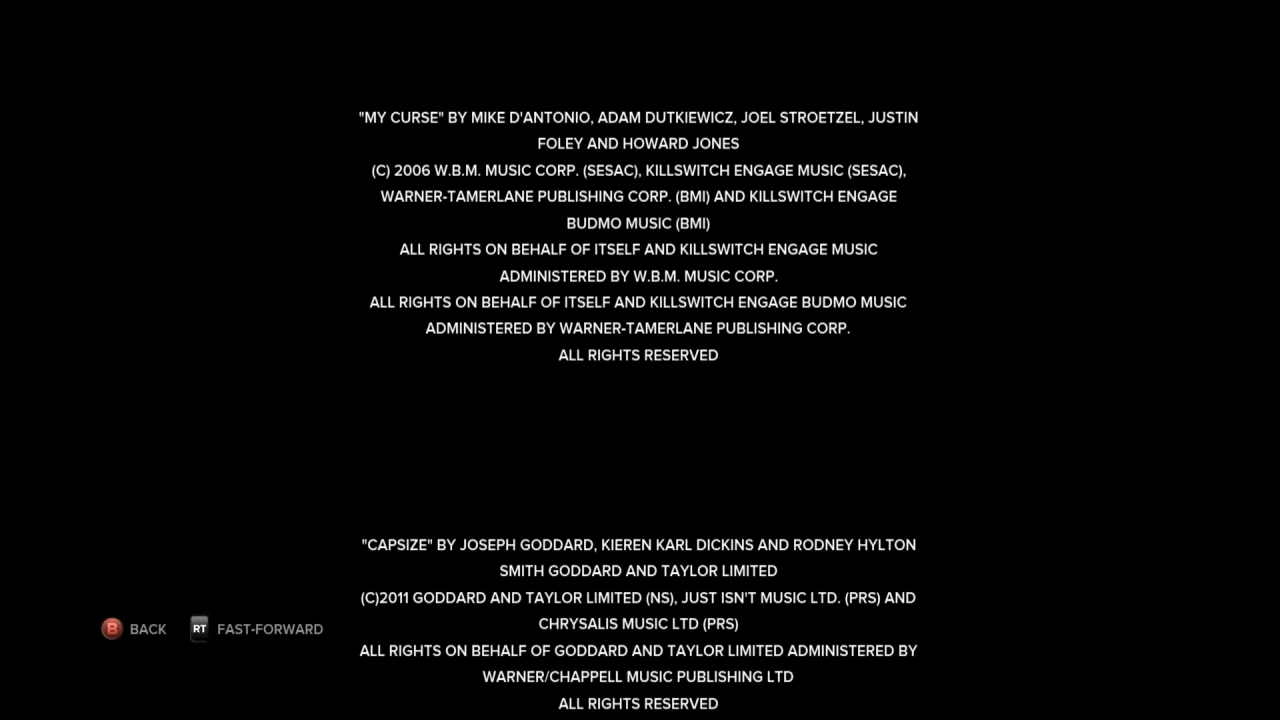 "MY CURSE" BY MIKE D'ANTONIO, ADAM DUTKIEWICZ, JOEL STROETZEL, JUSTIN
FOLEY AND HOWARD JONES
(C) 2006 W.B.M. MUSIC CORP. (SESAC), KILLSWITCH ENGAGE MUSIC (SESAC),
WARNER-TAMERLANE PUBLISHING CORP. (BMI) AND KILLSWITCH ENGAGE
BUDMO MUSIC (BMI)
ALL RIGHTS ON BEHALF OF ITSELF AND KILLSWITCH ENGAGE MUSIC
ADMINISTERED BY W.B.M. MUSIC CORP.
ALL RIGHTS ON BEHALF OF ITSELF AND KILLSWITCH ENGAGE BUDMO MUSIC
ADMINISTERED BY WARNER-TAMERLANE PUBLISHING CORP.
ALL RIGHTS RESERVED
"CAPSIZE" BY JOSEPH GODDARD, KIEREN KARL DICKINS AND RODNEY HYLTON
SMITH GODDARD AND TAYLOR LIMITED
(C)2011 GODDARD AND TAYLOR LIMITED (NS), JUST ISN'T MUSIC LTD. (PRS) AND
CHRYSALIS MUSIC LTD (PRS)
ALL RIGHTS ON BEHALF OF GODDARD AND TAYLOR LIMITED ADMINISTERED BY
WARNER/CHAPPELL MUSIC PUBLISHING LTD
ALL RIGHTS RESERVED
B BACK RT FAST-FORWARD